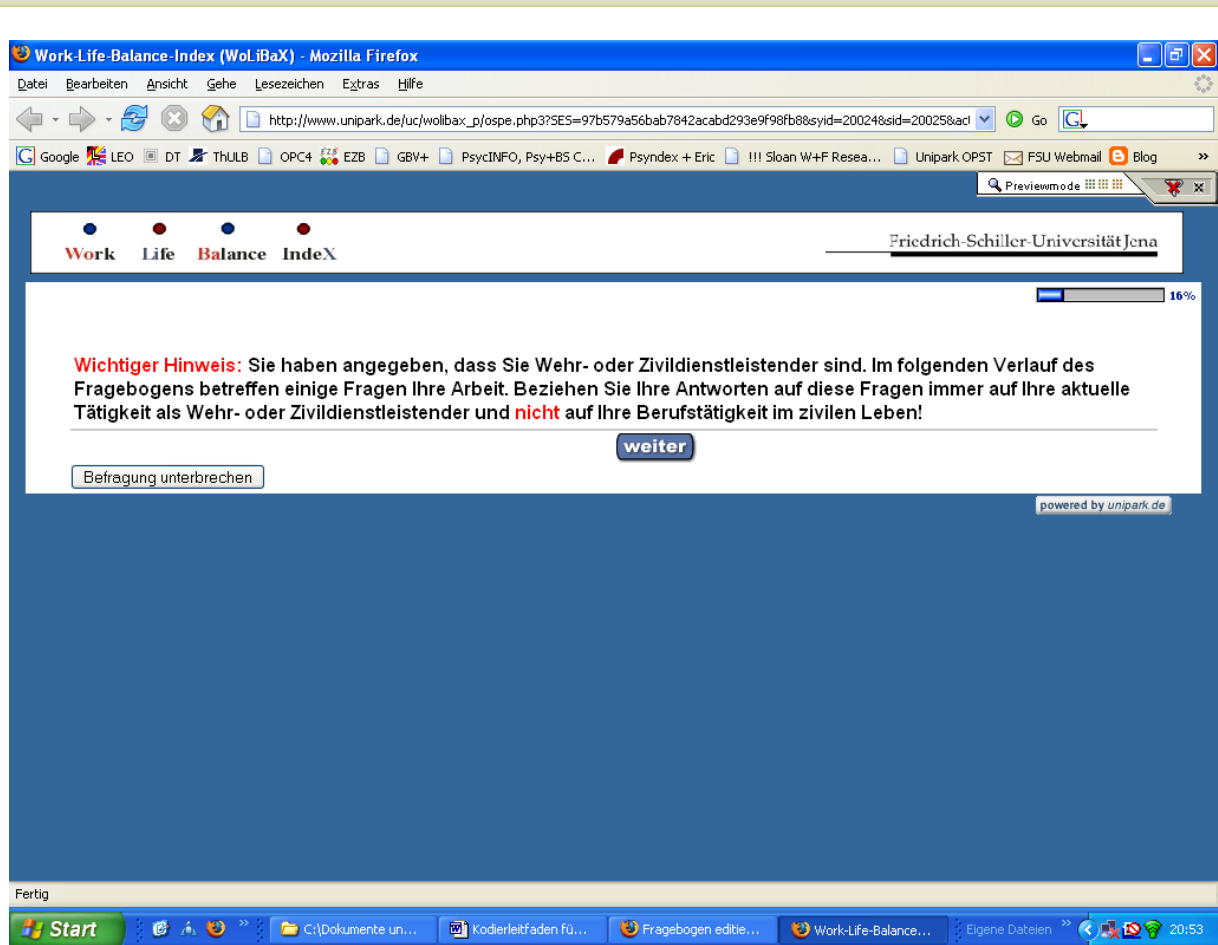 Work-Life-Balance-Index (WoLiBaX) - Mozilla Firefox
Datei Bearbeiten Ansicht Gehe Lesezeichen Extras Hilfe
http://www.unipark.de/uc/wolibax_p/ospe.php3?SES=97b579a56bab7842acabd293e9f98fb8&syid=20024&sid=20025&act Go G
Google LEO DT ThULB OPC4 EZB GBV+ PsycINFO, Psy+BS C... Psyndex + Eric !!! Sloan W+F Resea... Unipark OPST FSU Webmail Blog »
Previewmode x
Work Life Balance IndeX
Friedrich-Schiller-Universität Jena
16%
Wichtiger Hinweis: Sie haben angegeben, dass Sie Wehr- oder Zivildienstleistender sind. Im folgenden Verlauf des
Fragebogens betreffen einige Fragen Ihre Arbeit. Beziehen Sie Ihre Antworten auf diese Fragen immer auf Ihre aktuelle
Tätigkeit als Wehr- oder Zivildienstleistender und nicht auf Ihre Berufstätigkeit im zivilen Leben!
weiter
Befragung unterbrechen
powered by unipark.de
Fertig
Start » C:\Dokumente un... Kodierleitfaden fü... Fragebogen editie... Work-Life-Balance... Eigene Dateien » 20:53